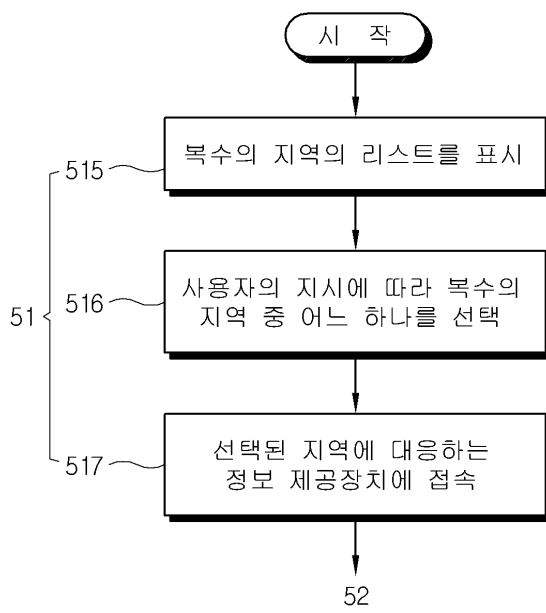 시 작
515
복수의 지역의 리스트를 표시
51
516
사용자의 지시에 따라 복수의
지역 중 어느 하나를 선택
517
선택된 지역에 대응하는
정보 제공장치에 접속
52